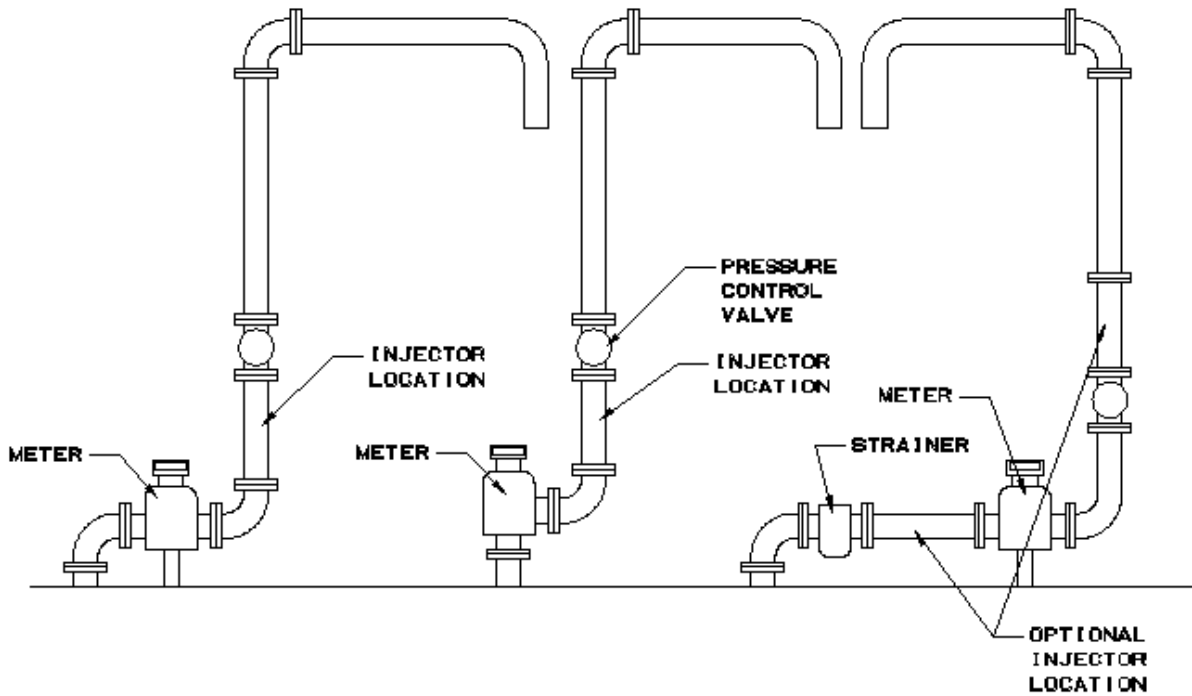 PRESSURE
CONTROL
VALVE
INJECTOR
LOCATION
INJECTOR
LOCATION
METER
METER
METER
STRAINER
OPTIONAL
INJECTOR
LOCATION